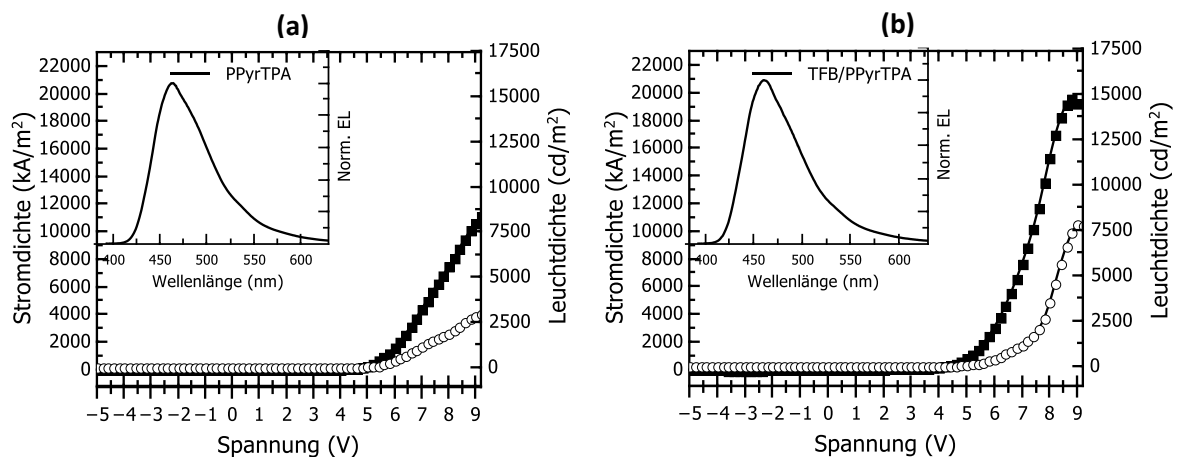 (a)
PPyrTPA
Norm. EL
400 450 500 550 600
Wellenlänge (nm)
22000
20000
18000
16000
14000
12000
10000
8000
6000
4000
2000
0
Stromdichte (kA/m²)
17500
15000
12500
10000
7500
5000
2500
0
Leuchtdichte (cd/m²)
−5 −4 −3 −2 −1 0 1 2 3 4 5 6 7 8 9
Spannung (V)
(b)
TFB/PPyrTPA
Norm. EL
400 450 500 550 600
Wellenlänge (nm)
22000
20000
18000
16000
14000
12000
10000
8000
6000
4000
2000
0
Stromdichte (kA/m²)
17500
15000
12500
10000
7500
5000
2500
0
Leuchtdichte (cd/m²)
−5 −4 −3 −2 −1 0 1 2 3 4 5 6 7 8 9
Spannung (V)